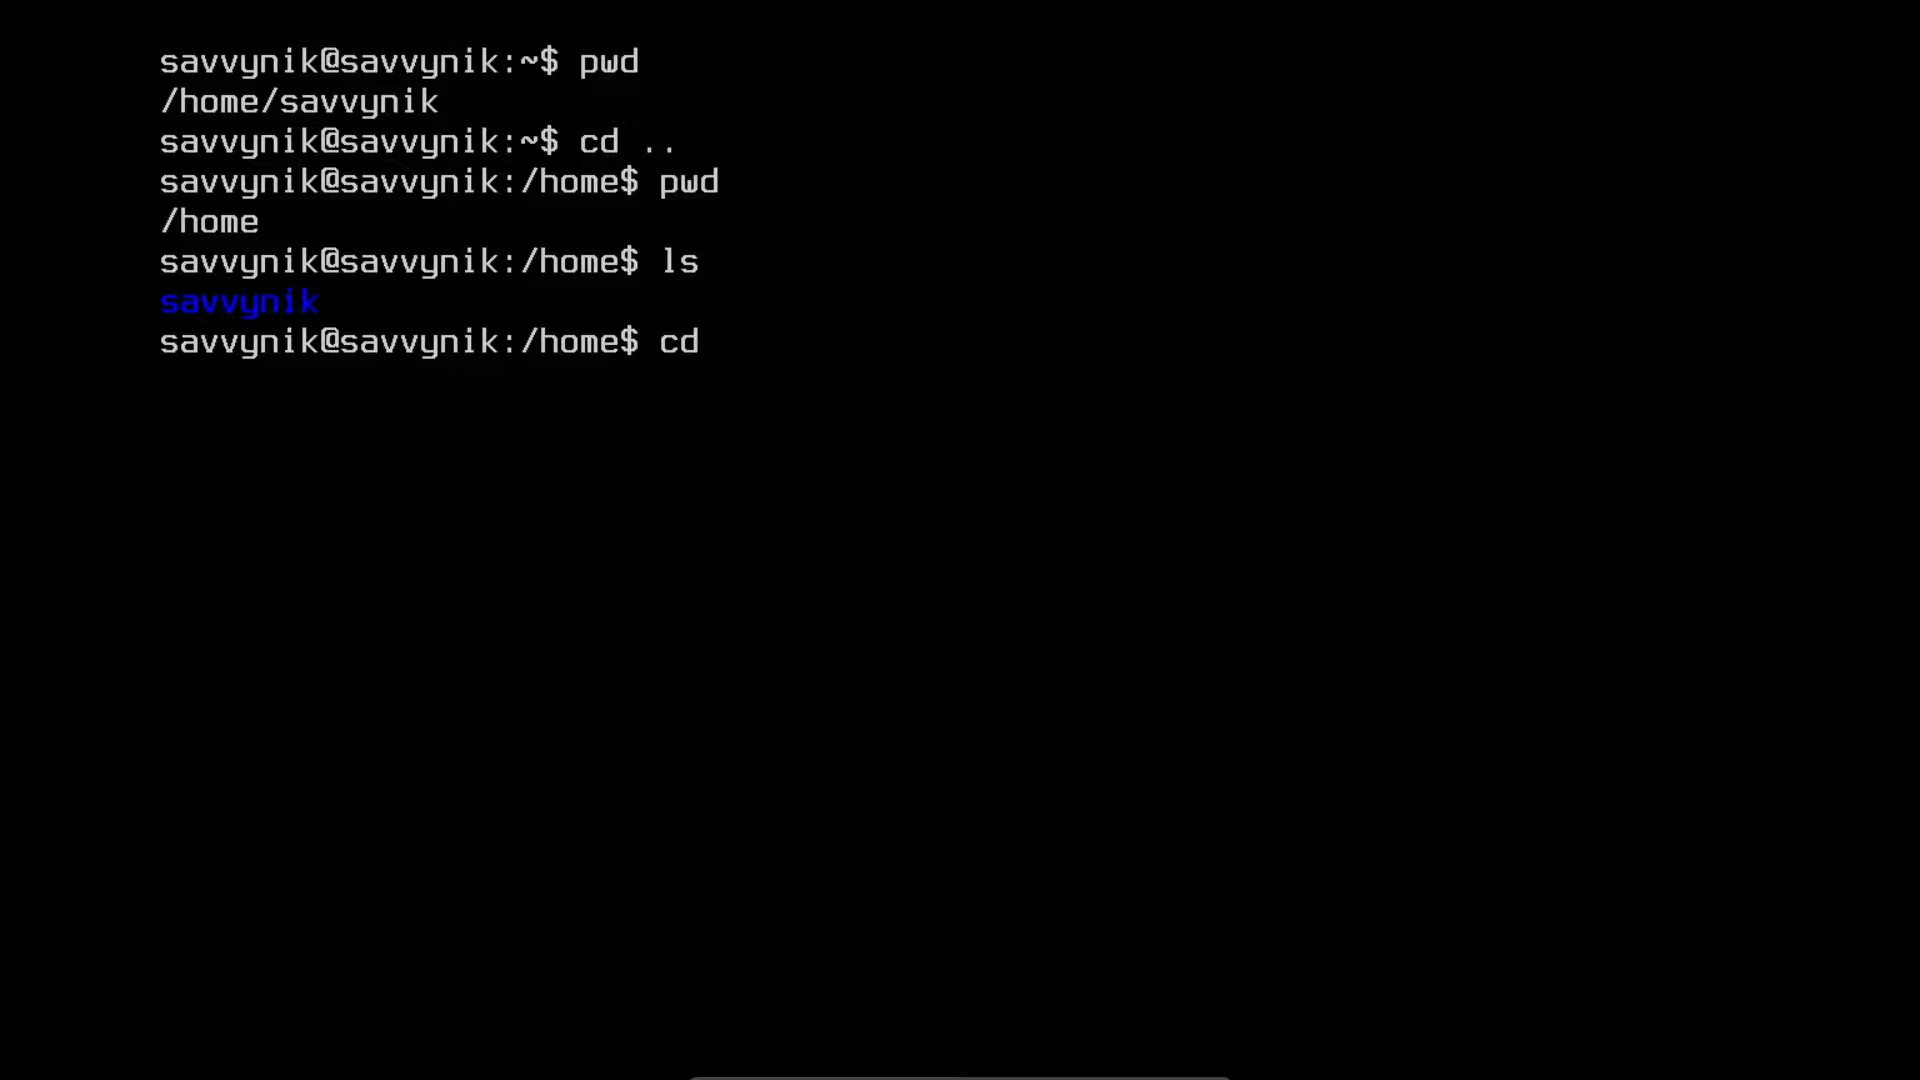 savvynik@savvynik:~$ pwd
/home/savvynik
savvynik@savvynik:~$ cd ..
savvynik@savvynik:/home$ pwd
/home
savvynik@savvynik:/home$ ls
savvynik
savvynik@savvynik:/home$ cd